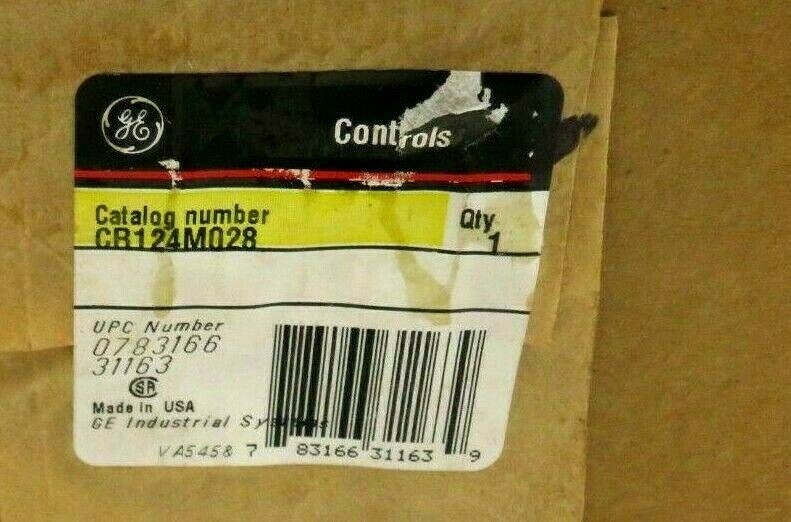 GE
Controls
Catalog number Qty
CR124M028 1
UPC Number
0783166
31163
SA
Made in USA
GE Industrial Systems
7 83166 31163 9